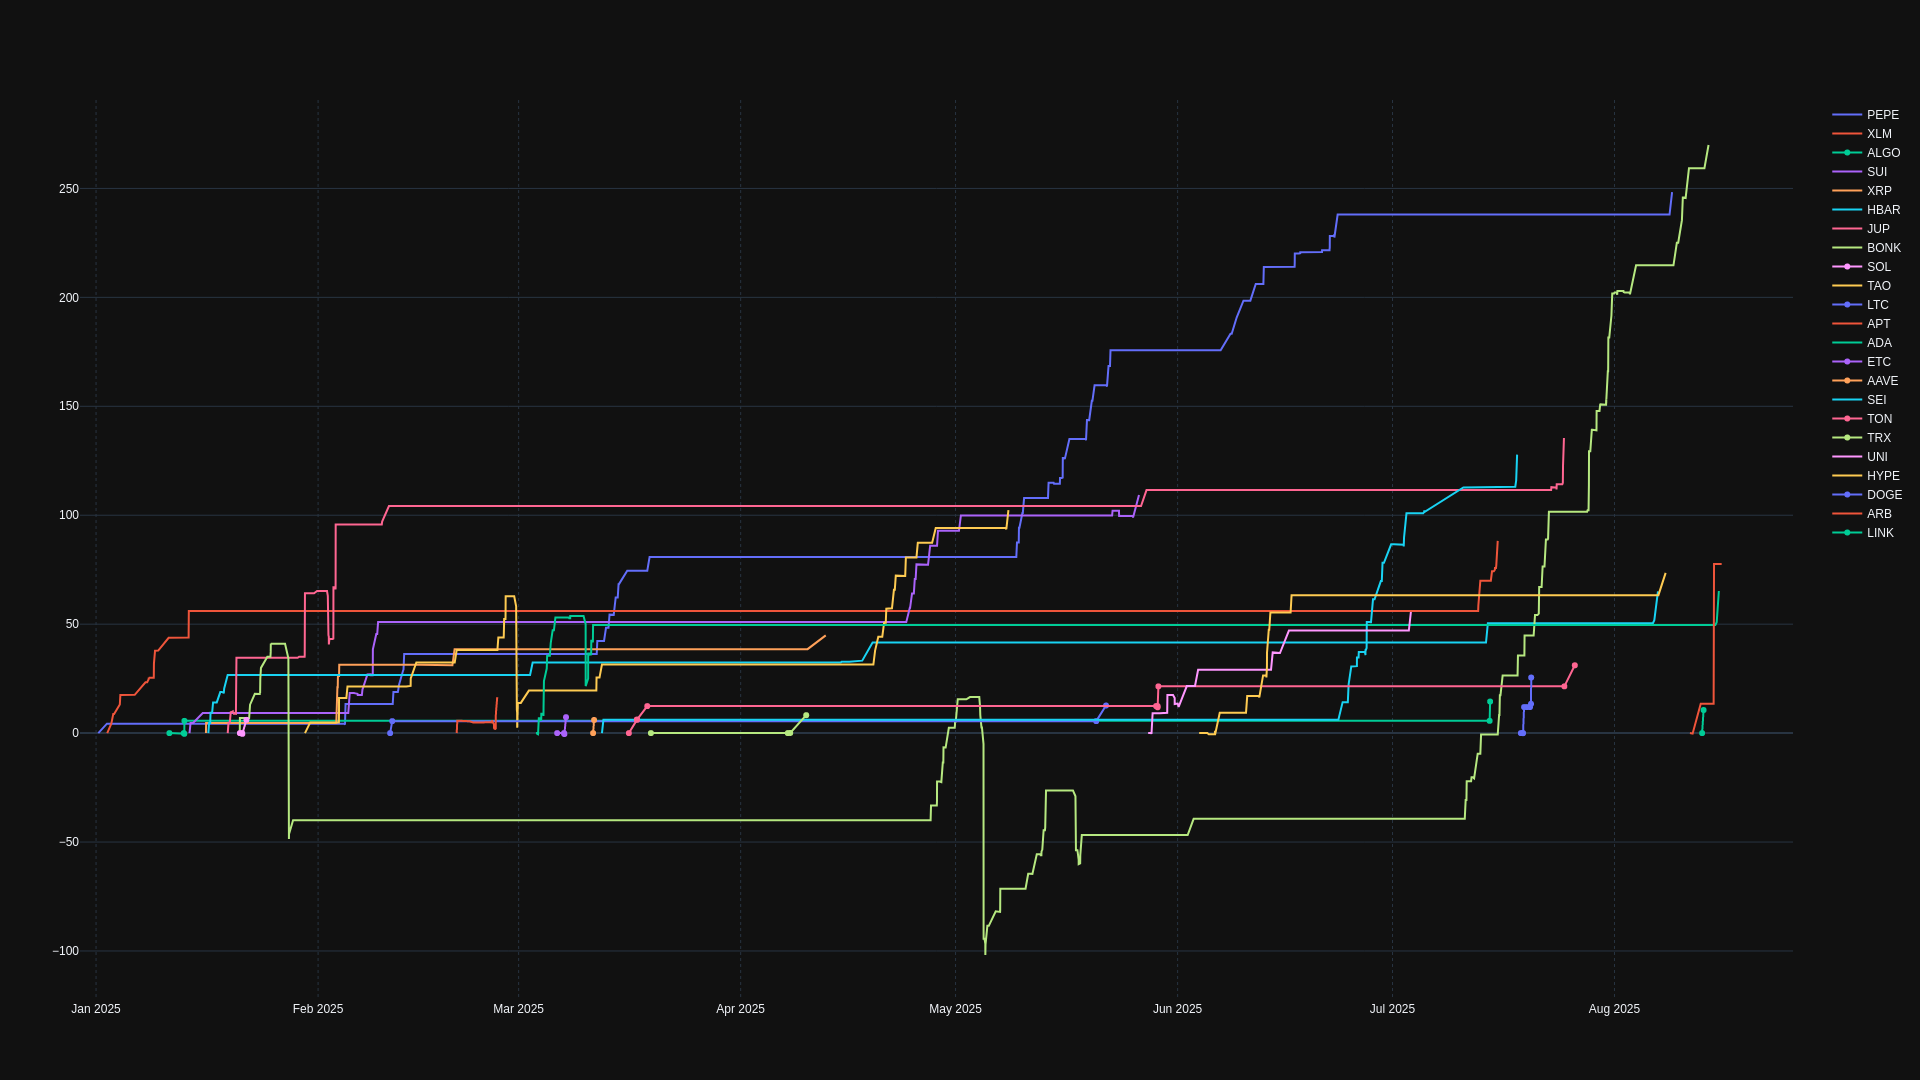 250
200
150
100
50
0
−50
−100
Jan 2025
Feb 2025
Mar 2025
Apr 2025
May 2025
Jun 2025
Jul 2025
Aug 2025
PEPE
XLM
ALGO
SUI
XRP
HBAR
JUP
BONK
SOL
TAO
LTC
APT
ADA
ETC
AAVE
SEI
TON
TRX
UNI
HYPE
DOGE
ARB
LINK